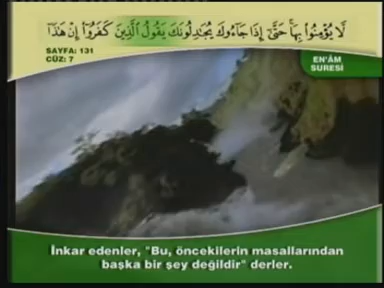 لَا يُؤْمِنُوا بِهَا حَتَّىٰ إِذَا جَاءُوكَ يُجَادِلُونَكَ يَقُولُ الَّذِينَ كَفَرُوا إِنْ هَٰذَا
SAYFA: 131
CÜZ: 7
EN'ÂM
SURESİ
İnkar edenler, "Bu, öncekilerin masallarından
başka bir şey değildir" derler.